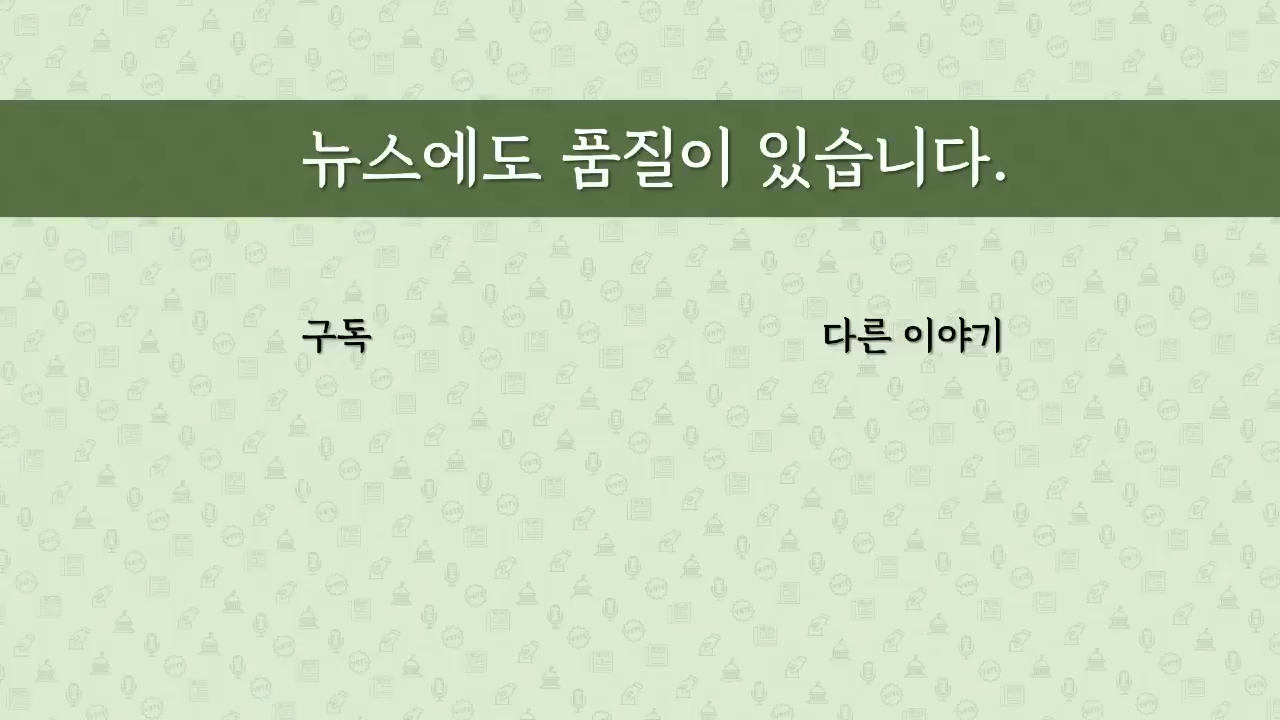 뉴스에도 품질이 있습니다.
구독
다른 이야기